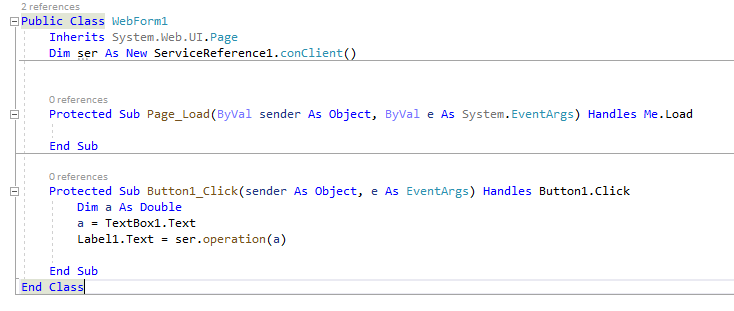 2 references
Public Class WebForm1
Inherits System.Web.UI.Page
Dim ser As New ServiceReference1.conClient()
0 references
Protected Sub Page_Load(ByVal sender As Object, ByVal e As System.EventArgs) Handles Me.Load
End Sub
0 references
Protected Sub Button1_Click(sender As Object, e As EventArgs) Handles Button1.Click
Dim a As Double
a = TextBox1.Text
Label1.Text = ser.operation(a)
End Sub
End Class